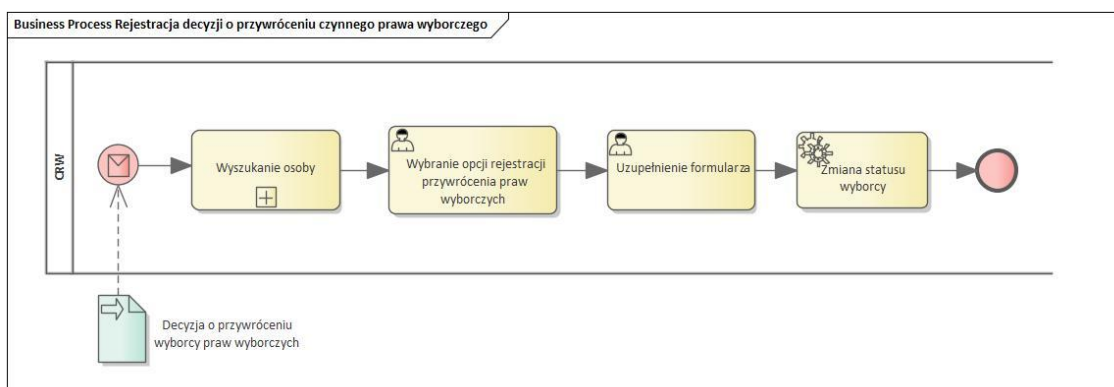 Business Process Rejestracja decyzji o przywróceniu czynnego prawa wyborczego
CRW
Wyszukanie osoby
Wybranie opcji rejestracji
przywrócenia praw
wyborczych
Uzupełnienie formularza
Zmiana statusu
wyborcy
Decyzja o przywróceniu
wyborcy praw wyborczych